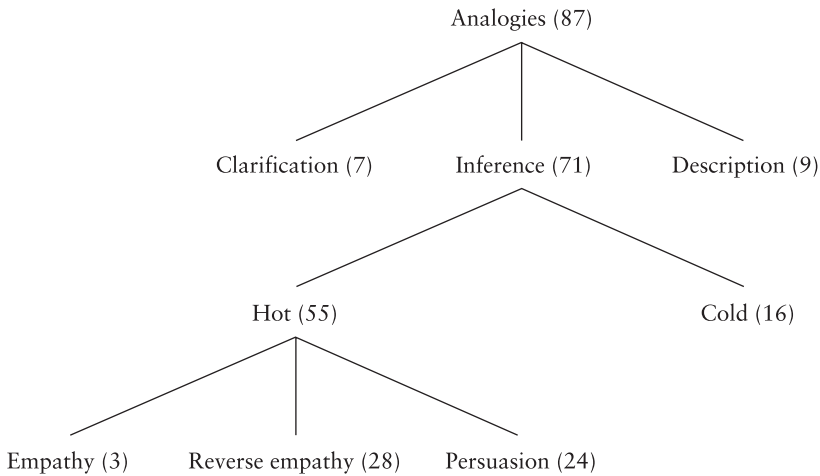 Analogies (87)
Clarification (7) Inference (71) Description (9)
Hot (55) Cold (16)
Empathy (3) Reverse empathy (28) Persuasion (24)